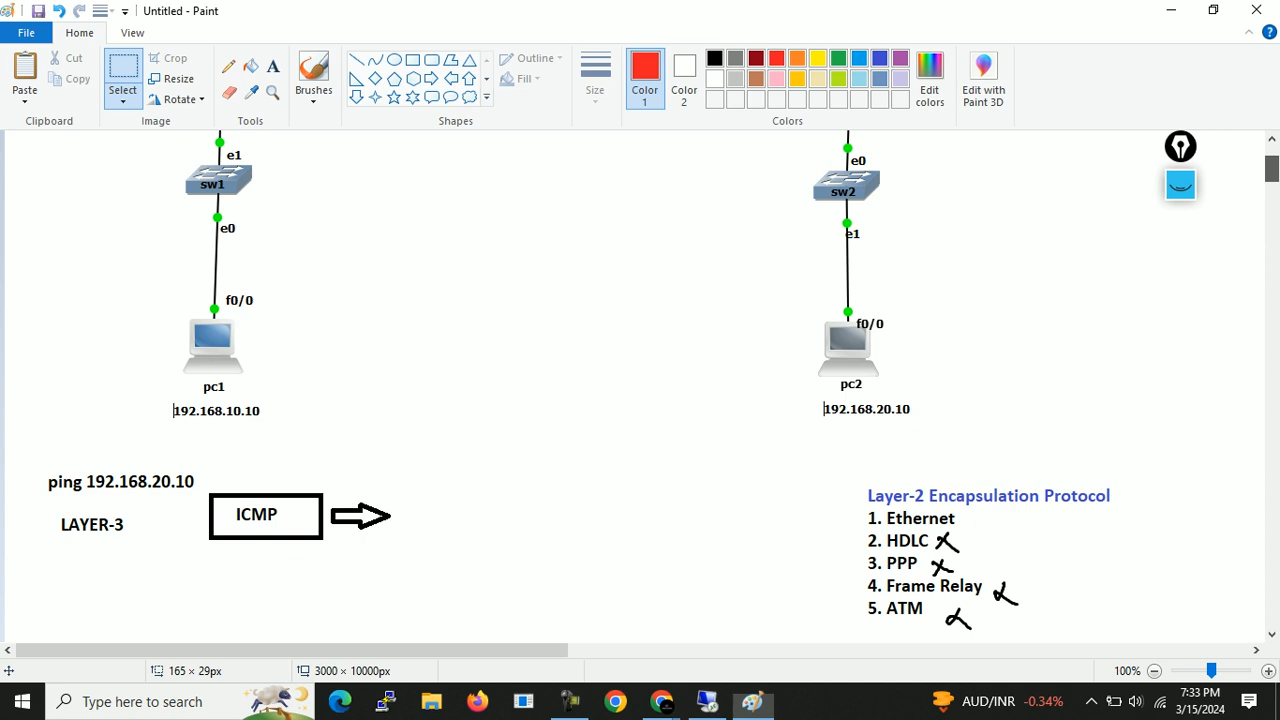 Untitled - Paint
File
Home
View
Paste
Cut
Copy
Clipboard
Select
Crop
Resize
Rotate
Image
Tools
A
Brushes
Shapes
Outline
Fill
Size
Color 1
Color 2
Edit colors
Edit with Paint 3D
Colors
e1
sw1
e0
f0/0
pc1
192.168.10.10
e0
sw2
e1
f0/0
pc2
192.168.20.10
ping 192.168.20.10
LAYER-3
ICMP
Layer-2 Encapsulation Protocol
1. Ethernet
2. HDLC
3. PPP
4. Frame Relay
5. ATM
165 × 29px
3000 × 10000px
100%
Type here to search
AUD/INR -0.34%
7:33 PM
3/15/2024